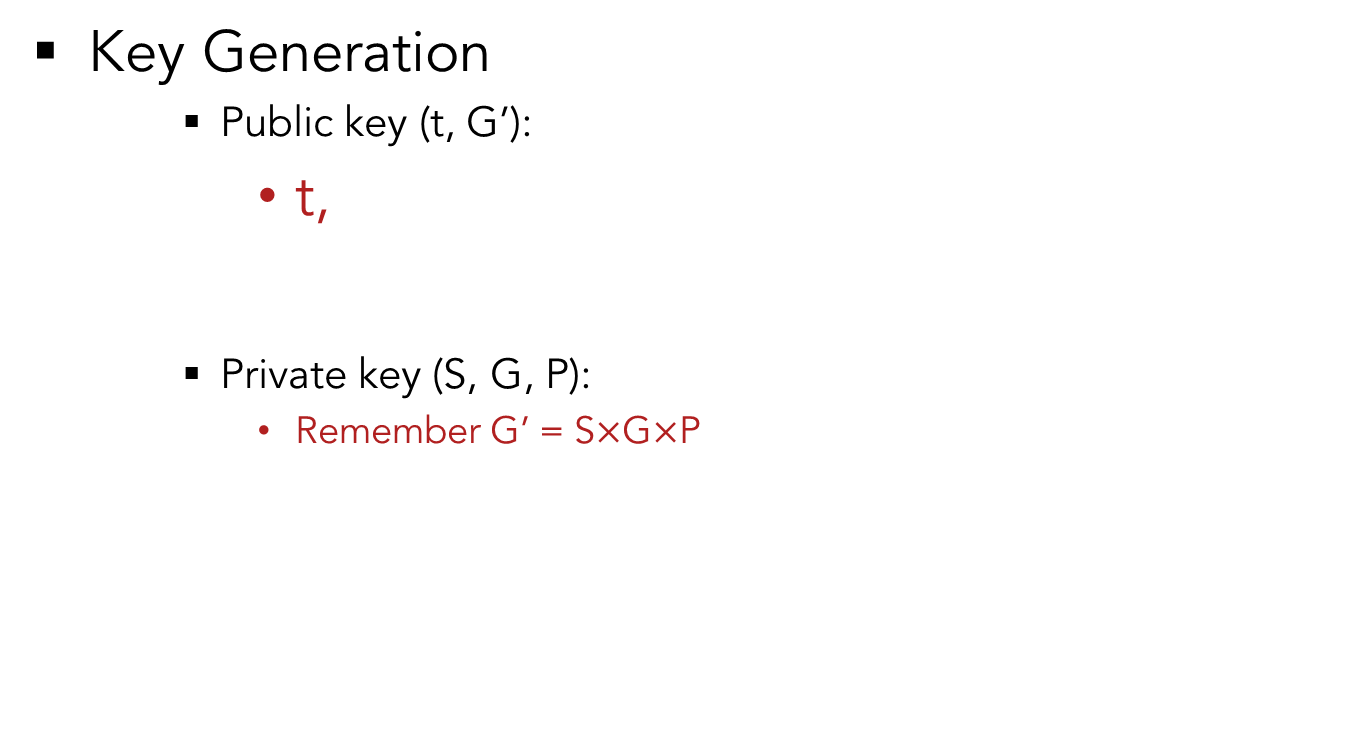 ▪ Key Generation
▪ Public key (t, G’):
• t,
▪ Private key (S, G, P):
• Remember G’ = S×G×P